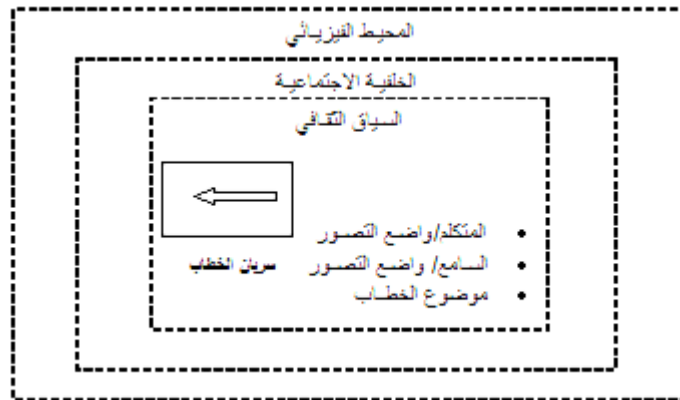 المحيط الفيزيائي
الخلفية الاجتماعية
السياق الثقافي
• المتكلم/واضع التصور
• السامع/ واضع التصور
سريان الخطاب
• موضوع الخطاب